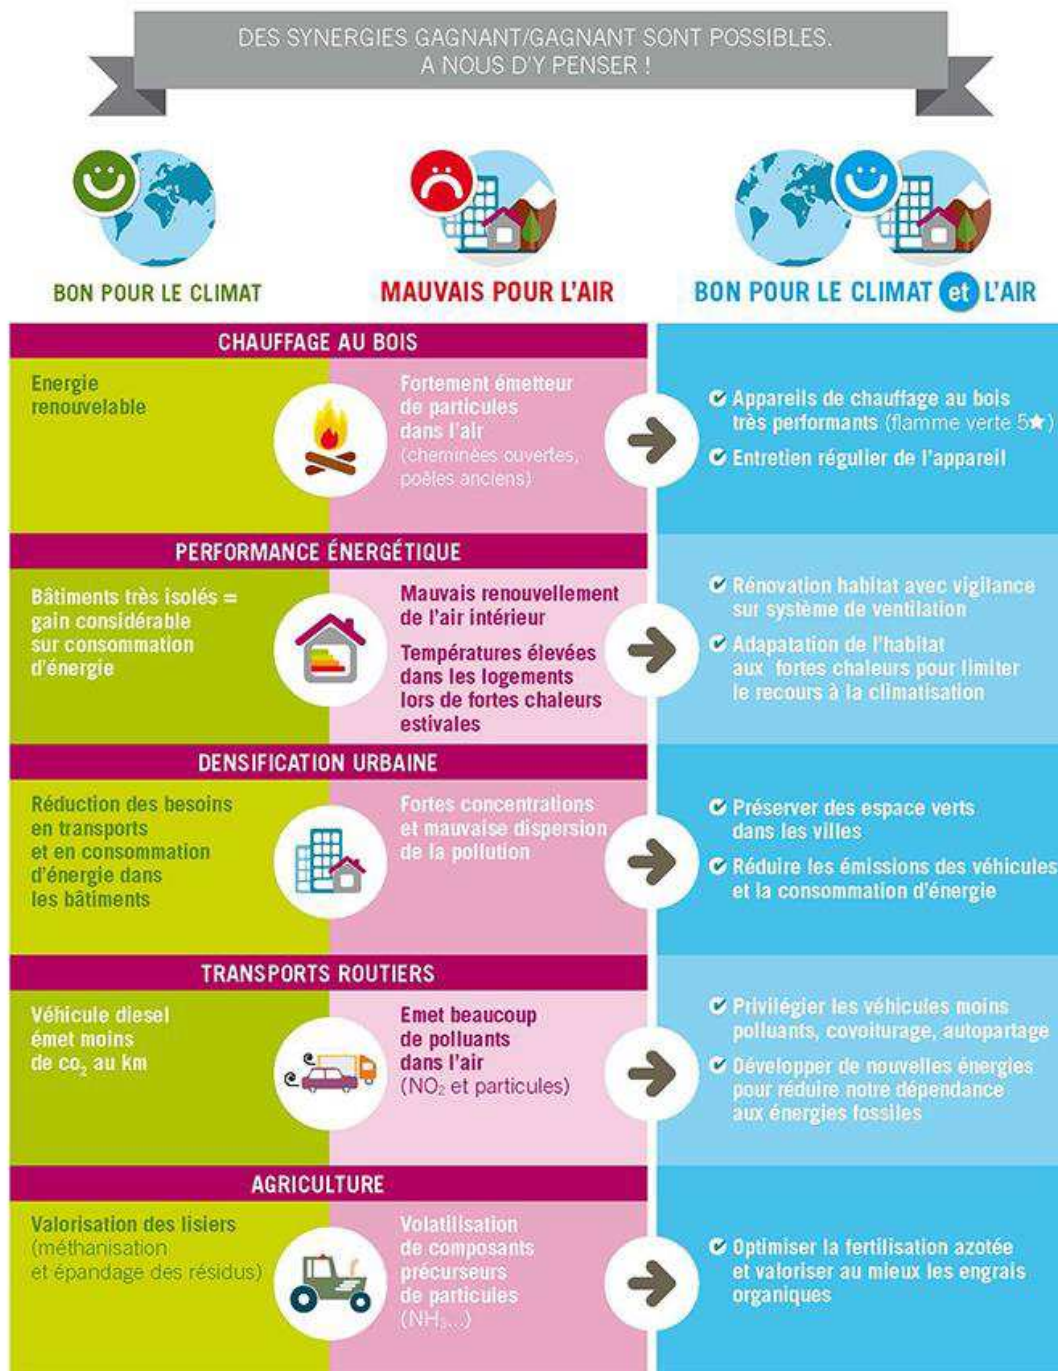 DES SYNERGIES GAGNANT/GAGNANT SONT POSSIBLES.
A NOUS D'Y PENSER !
BON POUR LE CLIMAT
MAUVAIS POUR L'AIR
BON POUR LE CLIMAT et L'AIR
CHAUFFAGE AU BOIS
Energie
renouvelable
Fortement émetteur
de particules
dans l'air
(cheminées ouvertes,
poêles anciens)
Appareils de chauffage au bois
très performants (flamme verte 5★)
Entretien régulier de l'appareil
PERFORMANCE ÉNERGÉTIQUE
Bâtiments très isolés =
gain considérable
sur consommation
d'énergie
Mauvais renouvellement
de l'air intérieur
Températures élevées
dans les logements
lors de fortes chaleurs
estivales
Rénovation habitat avec vigilance
sur système de ventilation
Adapatation de l'habitat
aux fortes chaleurs pour limiter
le recours à la climatisation
DENSIFICATION URBAINE
Réduction des besoins
en transports
et en consommation
d'énergie dans
les bâtiments
Fortes concentrations
et mauvaise dispersion
de la pollution
Préserver des espace verts
dans les villes
Réduire les émissions des véhicules
et la consommation d'énergie
TRANSPORTS ROUTIERS
Véhicule diesel
émet moins
de co₂ au km
Emet beaucoup
de polluants
dans l'air
(NO₂ et particules)
Privilégier les véhicules moins
polluants, covoiturage, autopartage
Développer de nouvelles énergies
pour réduire notre dépendance
aux énergies fossiles
AGRICULTURE
Valorisation des lisiers
(méthanisation
et épandage des résidus)
Volatilisation
de composants
précurseurs
de particules
(NH₃...)
Optimiser la fertilisation azotée
et valoriser au mieux les engrais
organiques